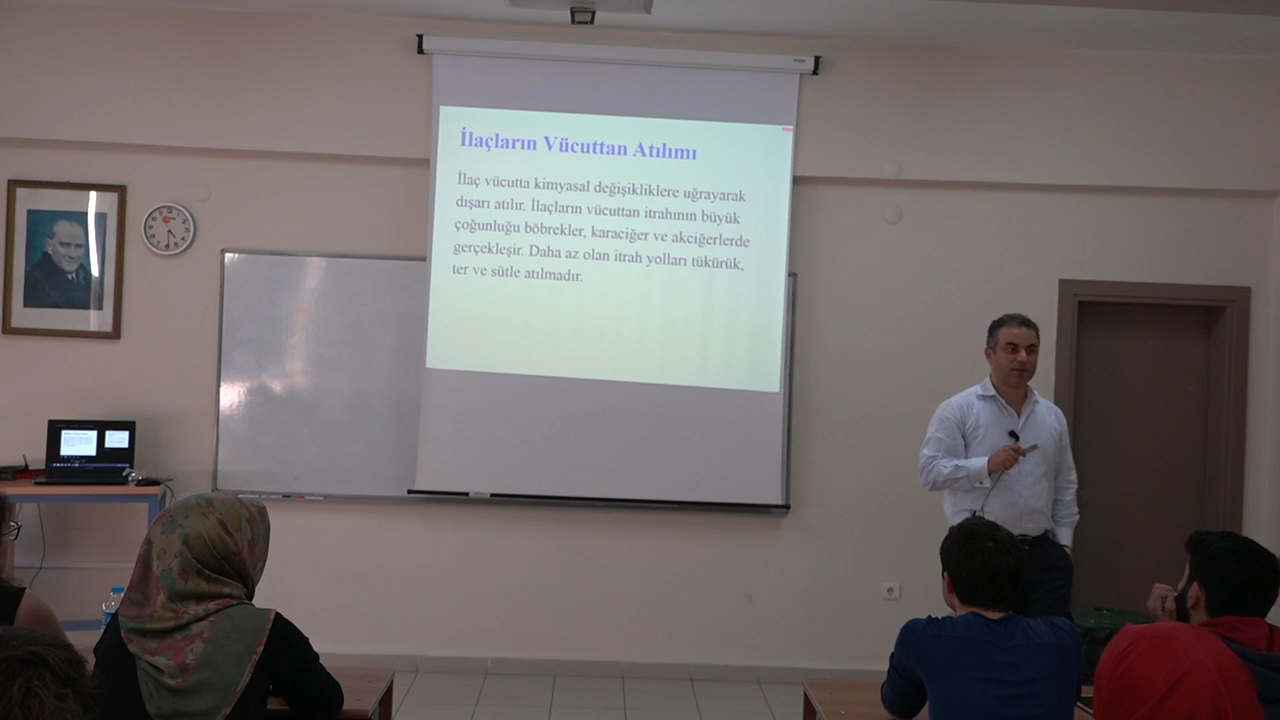 İlaçların Vücuttan Atılımı
İlaç vücutta kimyasal değişikliklere uğrayarak
dışarı atılır. İlaçların vücuttan itrahının büyük
çoğunluğu böbrekler, karaciğer ve akciğerlerde
gerçekleşir. Daha az olan itrah yolları tükürük,
ter ve sütle atılmadır.